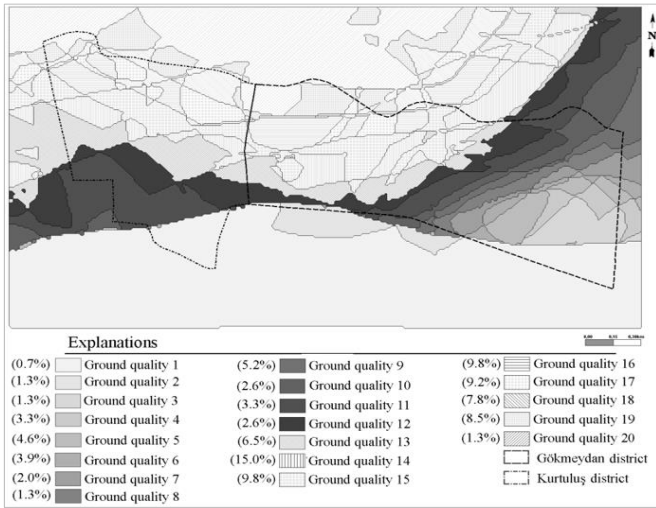 N
Explanations
(0.7%) Ground quality 1
(1.3%) Ground quality 2
(1.3%) Ground quality 3
(3.3%) Ground quality 4
(4.6%) Ground quality 5
(3.9%) Ground quality 6
(2.0%) Ground quality 7
(1.3%) Ground quality 8
(5.2%) Ground quality 9
(2.6%) Ground quality 10
(3.3%) Ground quality 11
(2.6%) Ground quality 12
(6.5%) Ground quality 13
(15.0%) Ground quality 14
(9.8%) Ground quality 15
(9.8%) Ground quality 16
(9.2%) Ground quality 17
(7.8%) Ground quality 18
(8.5%) Ground quality 19
(1.3%) Ground quality 20
Gökmeydan district
Kurtuluş district